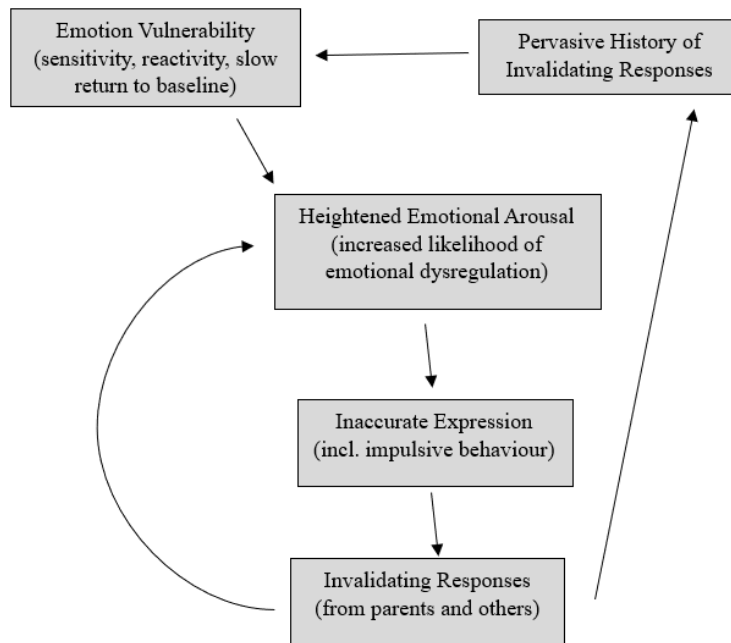 Emotion Vulnerability
(sensitivity, reactivity, slow
return to baseline)
Pervasive History of
Invalidating Responses
Heightened Emotional Arousal
(increased likelihood of
emotional dysregulation)
Inaccurate Expression
(incl. impulsive behaviour)
Invalidating Responses
(from parents and others)